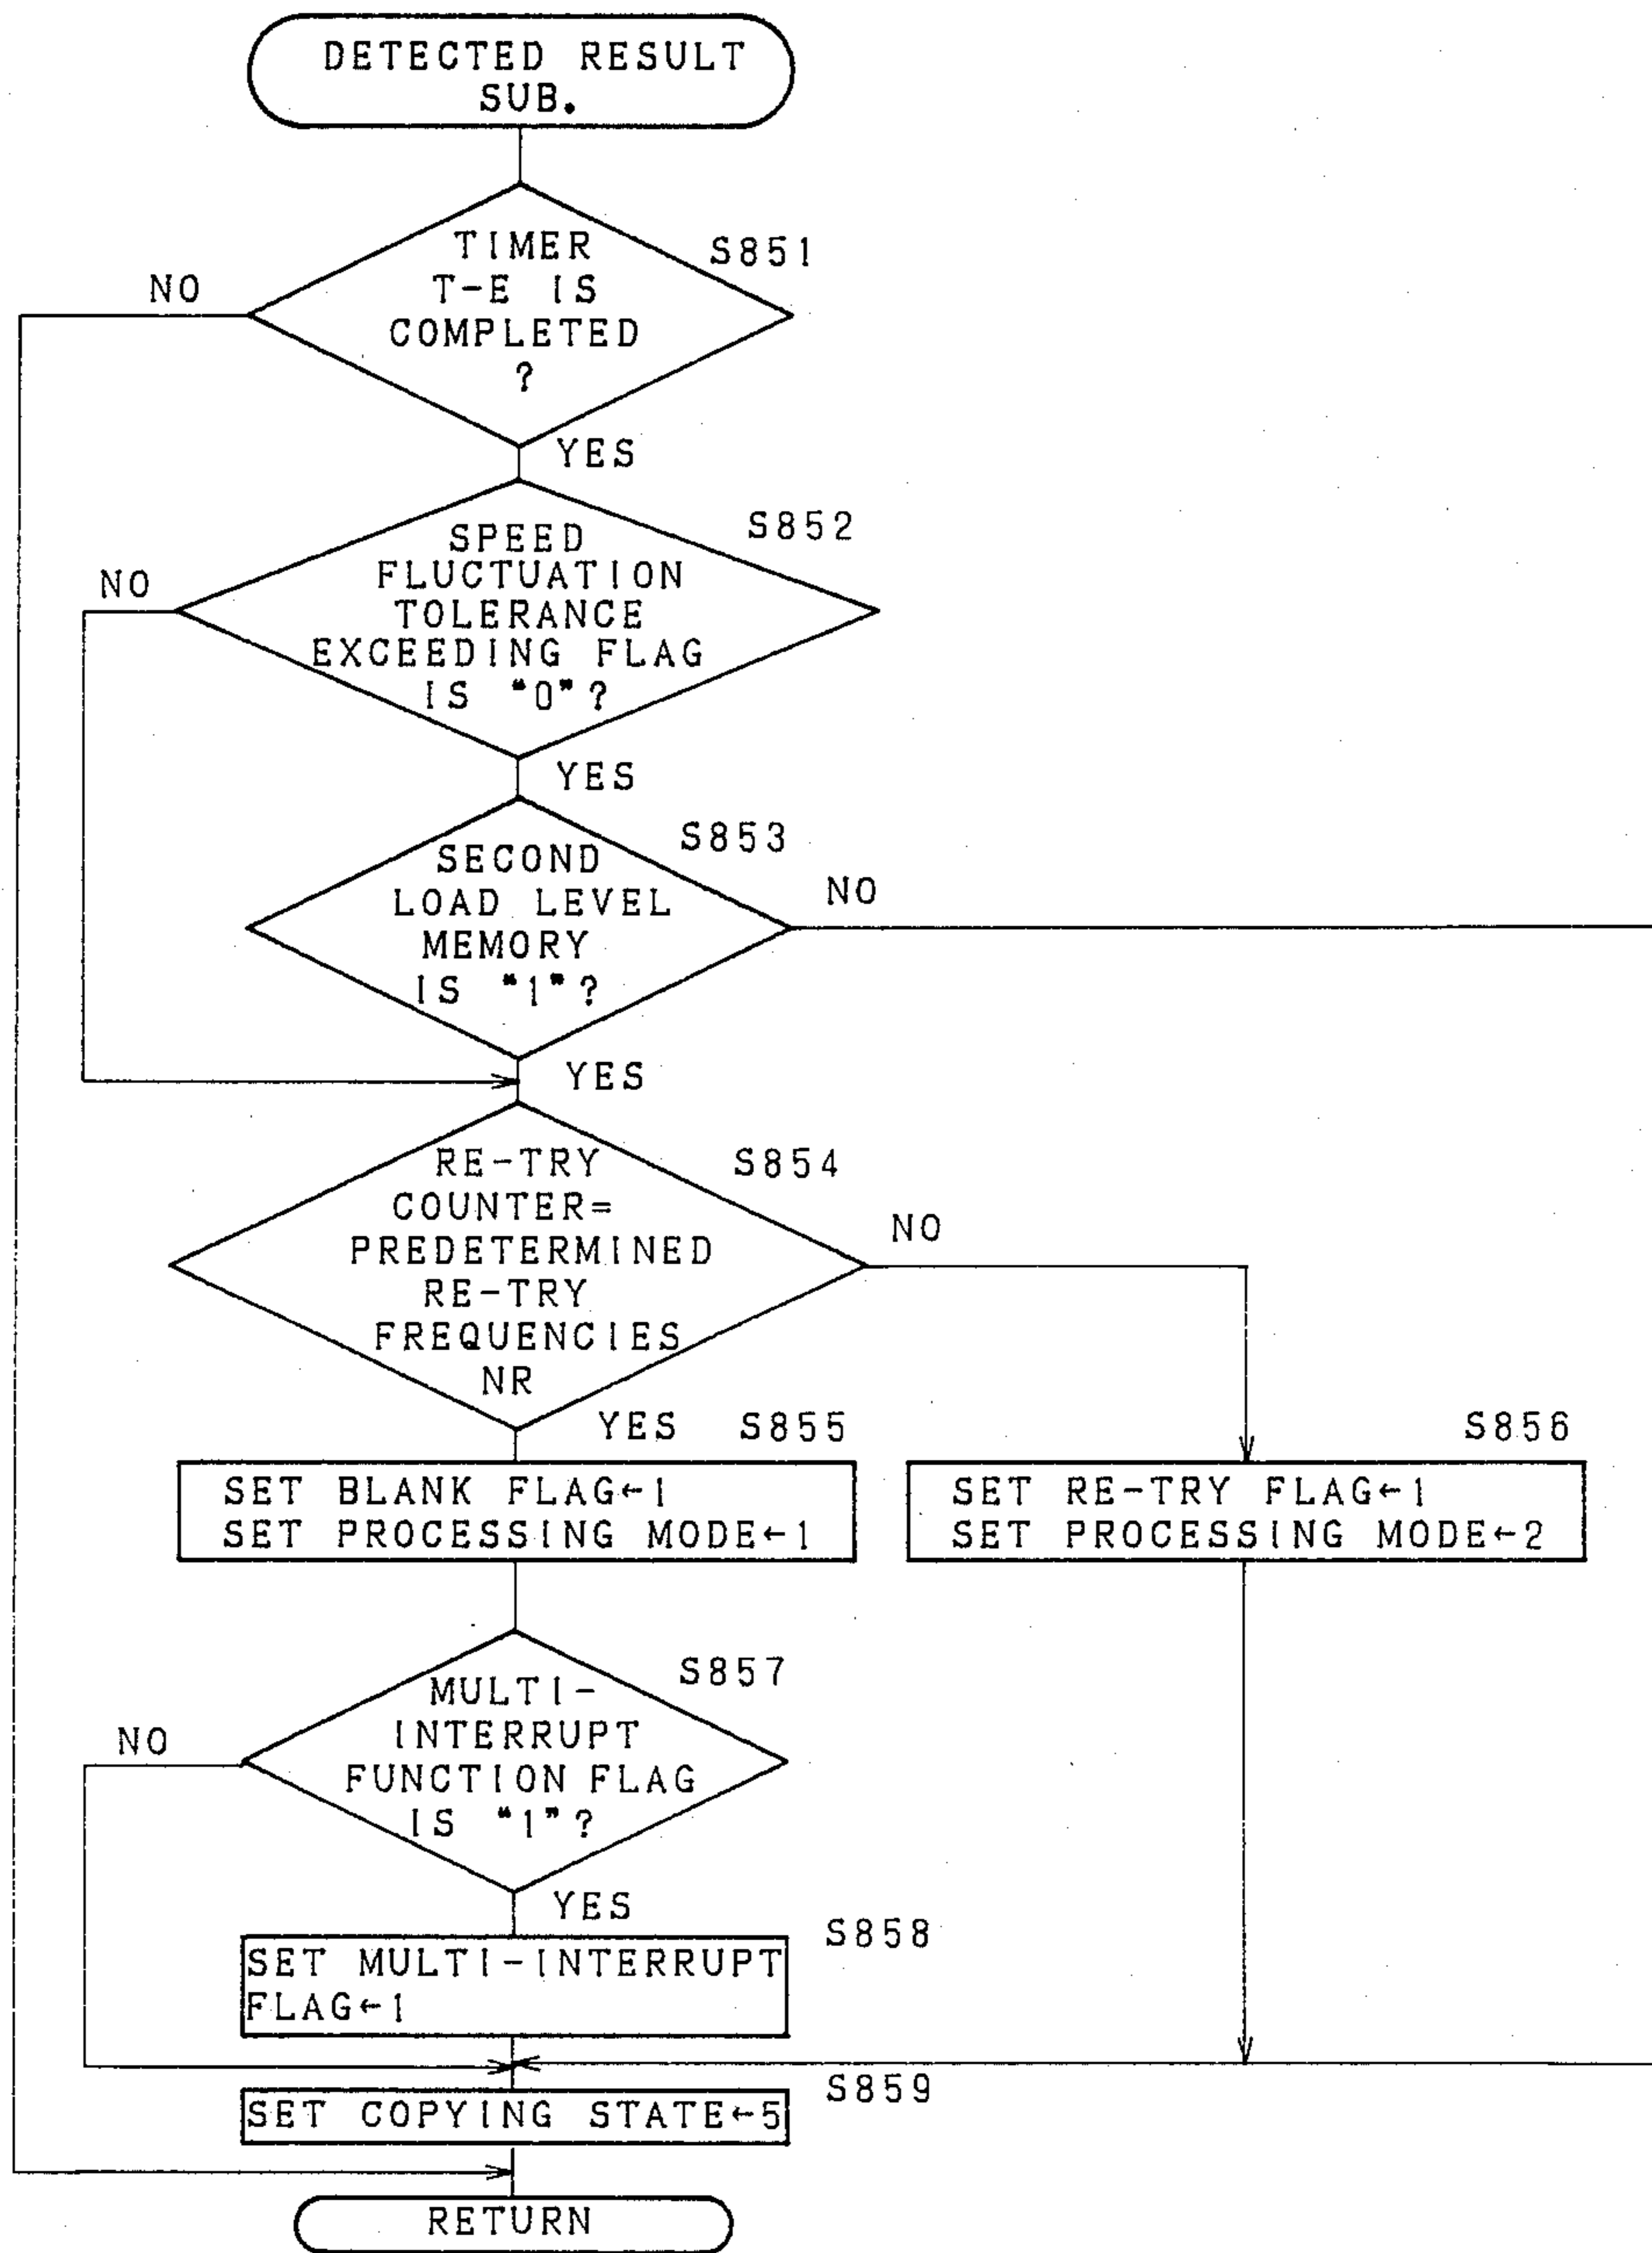 DETECTED RESULT
SUB.
TIMER
T-E IS
COMPLETED
?
S851
NO
YES
SPEED
FLUCTUATION
TOLERANCE
EXCEEDING FLAG
IS "0"?
S852
NO
YES
SECOND
LOAD LEVEL
MEMORY
IS "1"?
S853
NO
YES
RE-TRY
COUNTER=
PREDETERMINED
RE-TRY
FREQUENCIES
NR
S854
NO
YES
S855
SET BLANK FLAG←1
SET PROCESSING MODE←1
S856
SET RE-TRY FLAG←1
SET PROCESSING MODE←2
MULTI-
INTERRUPT
FUNCTION FLAG
IS "1"?
S857
NO
YES
S858
SET MULTI-INTERRUPT
FLAG←1
S859
SET COPYING STATE←5
RETURN